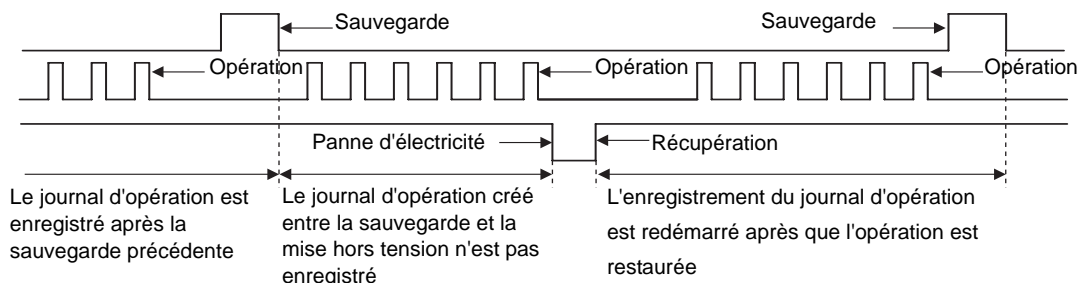 Sauvegarde
Sauvegarde
Opération
Opération
Opération
Panne d'électricité
Récupération
Le journal d'opération est
enregistré après la
sauvegarde précédente
Le journal d'opération créé
entre la sauvegarde et la
mise hors tension n'est pas
enregistré
L'enregistrement du journal d'opération
est redémarré après que l'opération est
restaurée